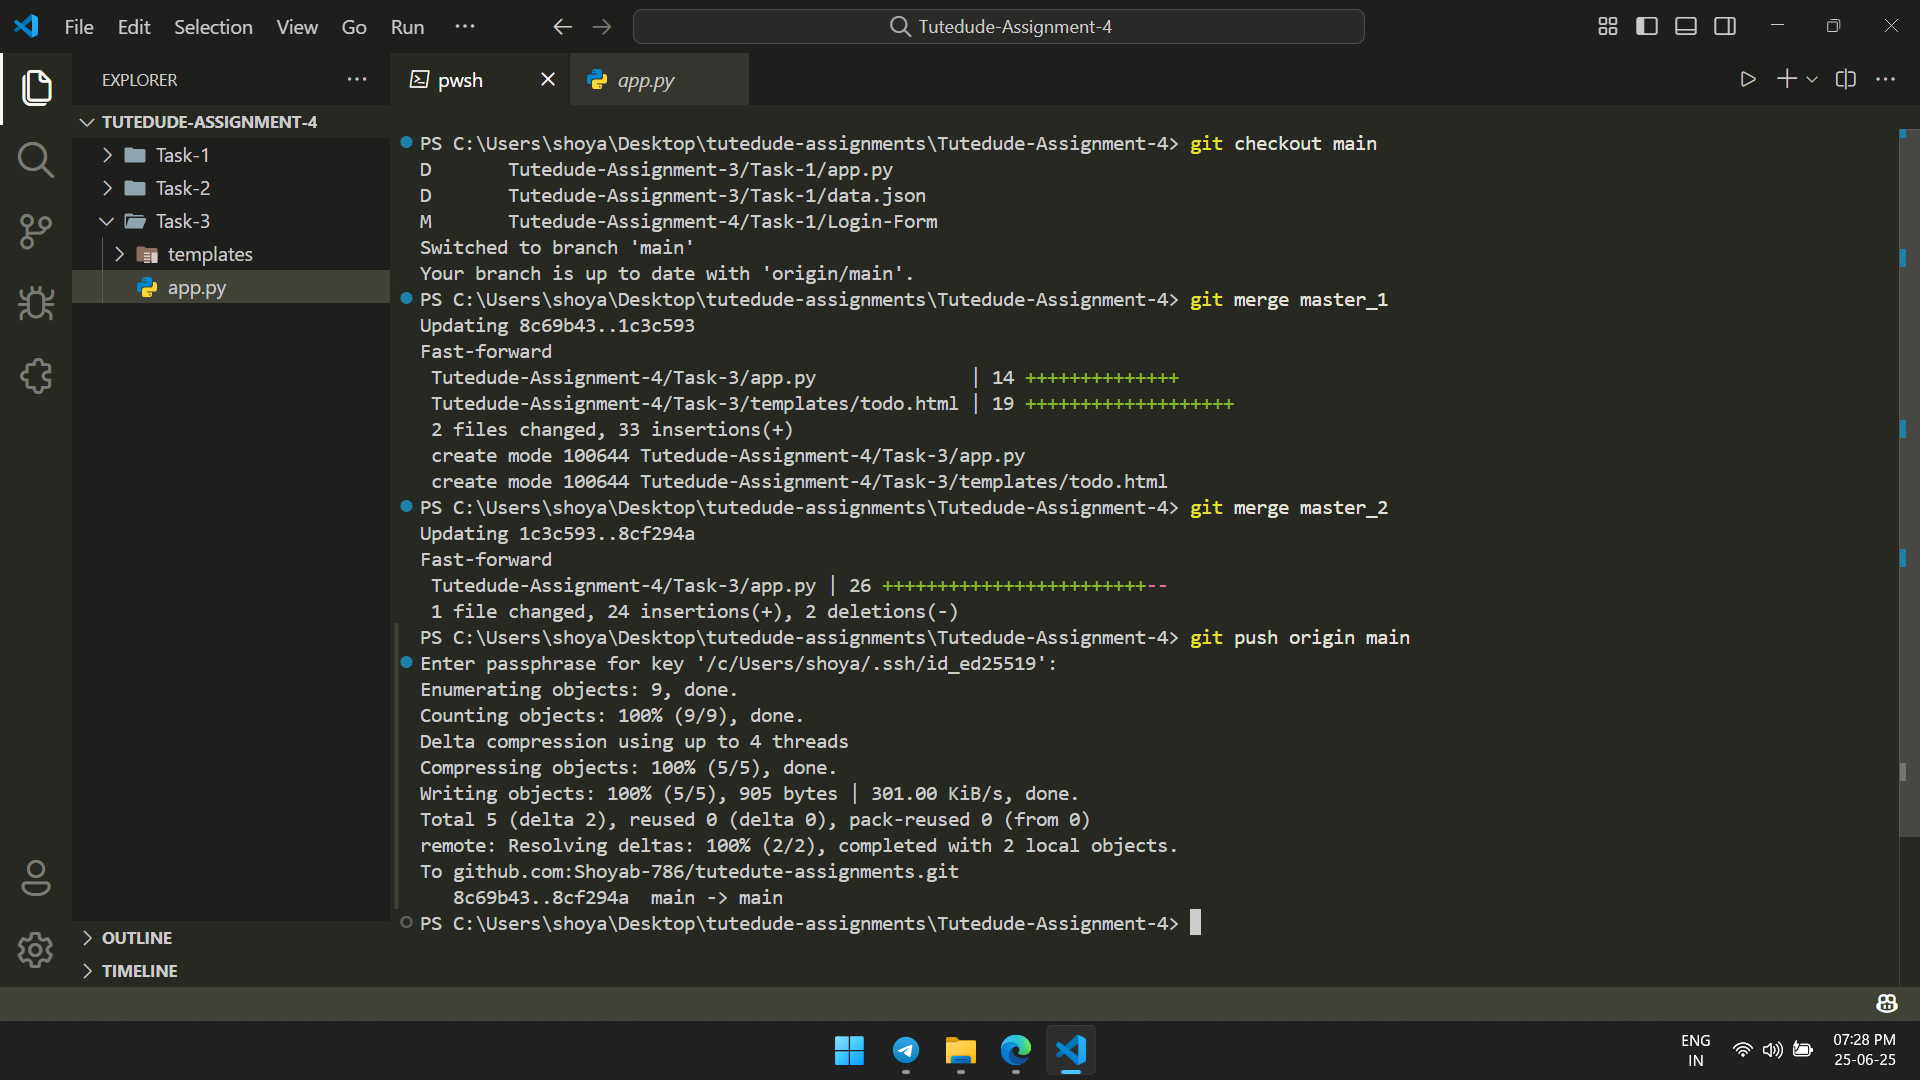 File Edit Selection View Go Run ···
Tutedude-Assignment-4
EXPLORER ···
pwsh
app.py
TUTEDUDE-ASSIGNMENT-4
Task-1
Task-2
Task-3
templates
app.py
OUTLINE
TIMELINE
PS C:\Users\shoya\Desktop\tutedude-assignments\Tutedude-Assignment-4> git checkout main
D       Tutedude-Assignment-3/Task-1/app.py
D       Tutedude-Assignment-3/Task-1/data.json
M       Tutedude-Assignment-4/Task-1/Login-Form
Switched to branch 'main'
Your branch is up to date with 'origin/main'.
PS C:\Users\shoya\Desktop\tutedude-assignments\Tutedude-Assignment-4> git merge master_1
Updating 8c69b43..1c3c593
Fast-forward
 Tutedude-Assignment-4/Task-3/app.py              | 14 ++++++++++++++
 Tutedude-Assignment-4/Task-3/templates/todo.html | 19 +++++++++++++++++++
 2 files changed, 33 insertions(+)
 create mode 100644 Tutedude-Assignment-4/Task-3/app.py
 create mode 100644 Tutedude-Assignment-4/Task-3/templates/todo.html
PS C:\Users\shoya\Desktop\tutedude-assignments\Tutedude-Assignment-4> git merge master_2
Updating 1c3c593..8cf294a
Fast-forward
 Tutedude-Assignment-4/Task-3/app.py | 26 ++++++++++++++++++++++++--
 1 file changed, 24 insertions(+), 2 deletions(-)
PS C:\Users\shoya\Desktop\tutedude-assignments\Tutedude-Assignment-4> git push origin main
Enter passphrase for key '/c/Users/shoya/.ssh/id_ed25519':
Enumerating objects: 9, done.
Counting objects: 100% (9/9), done.
Delta compression using up to 4 threads
Compressing objects: 100% (5/5), done.
Writing objects: 100% (5/5), 905 bytes | 301.00 KiB/s, done.
Total 5 (delta 2), reused 0 (delta 0), pack-reused 0 (from 0)
remote: Resolving deltas: 100% (2/2), completed with 2 local objects.
To github.com:Shoyab-786/tutedute-assignments.git
   8c69b43..8cf294a  main -> main
PS C:\Users\shoya\Desktop\tutedude-assignments\Tutedude-Assignment-4>
ENG
IN
07:28 PM
25-06-25